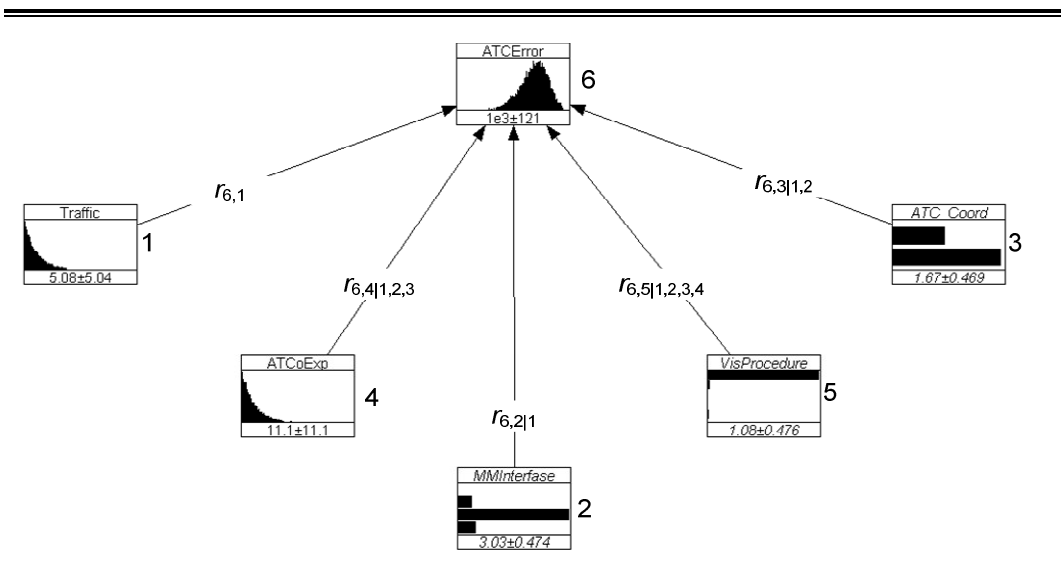 ATCError
6
1e3±121
r6,1
r6,3|1,2
Traffic
1
5.08±5.04
ATC_Coord
3
1.67±0.469
r6,4|1,2,3
r6,5|1,2,3,4
ATCoExp
4
11.1±11.1
VisProcedure
5
1.08±0.476
r6,2|1
MMInterfase
2
3.03±0.474